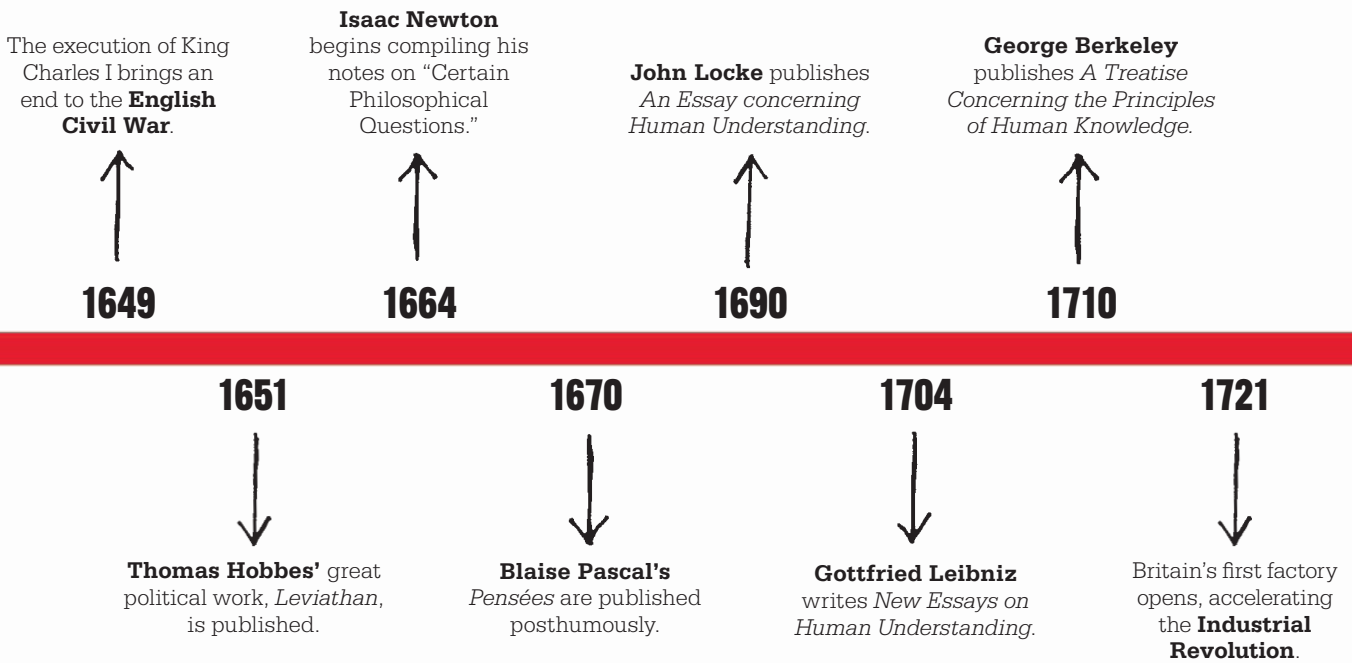 The execution of King
Charles I brings an
end to the English
Civil War.
Isaac Newton
begins compiling his
notes on “Certain
Philosophical
Questions.”
John Locke publishes
An Essay concerning
Human Understanding.
George Berkeley
publishes A Treatise
Concerning the Principles
of Human Knowledge.
1649
1664
1690
1710
1651
1670
1704
1721
Thomas Hobbes’ great
political work, Leviathan,
is published.
Blaise Pascal’s
Pensées are published
posthumously.
Gottfried Leibniz
writes New Essays on
Human Understanding.
Britain’s first factory
opens, accelerating
the Industrial
Revolution.